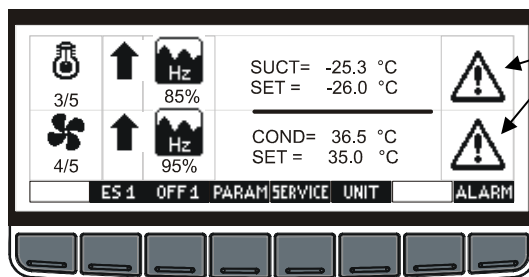 Hz
SUCT= -25.3 °C
SET = -26.0 °C
3/5
85%
Hz
COND= 36.5 °C
SET = 35.0 °C
4/5
95%
ES 1 OFF 1 PARAM SERVICE UNIT ALARM